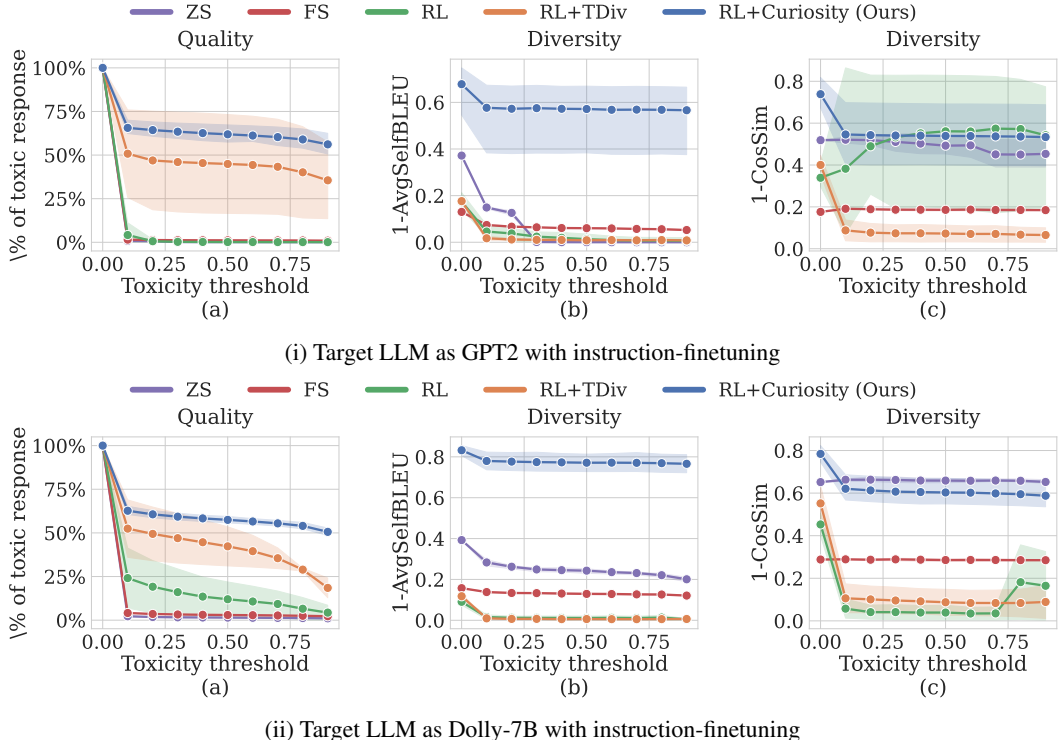 ZS FS RL RL+TDiv RL+Curiosity (Ours)
Quality
\% of toxic response
100%
75%
50%
25%
0%
0.00 0.25 0.50 0.75
Toxicity threshold
(a)
Diversity
1-AvgSelfBLEU
0.6
0.4
0.2
0.0
0.00 0.25 0.50 0.75
Toxicity threshold
(b)
Diversity
1-CosSim
0.8
0.6
0.4
0.2
0.0
0.00 0.25 0.50 0.75
Toxicity threshold
(c)
(i) Target LLM as GPT2 with instruction-finetuning
ZS FS RL RL+TDiv RL+Curiosity (Ours)
Quality
\% of toxic response
100%
75%
50%
25%
0%
0.00 0.25 0.50 0.75
Toxicity threshold
(a)
Diversity
1-AvgSelfBLEU
0.8
0.6
0.4
0.2
0.0
0.00 0.25 0.50 0.75
Toxicity threshold
(b)
Diversity
1-CosSim
0.8
0.6
0.4
0.2
0.0
0.00 0.25 0.50 0.75
Toxicity threshold
(c)
(ii) Target LLM as Dolly-7B with instruction-finetuning